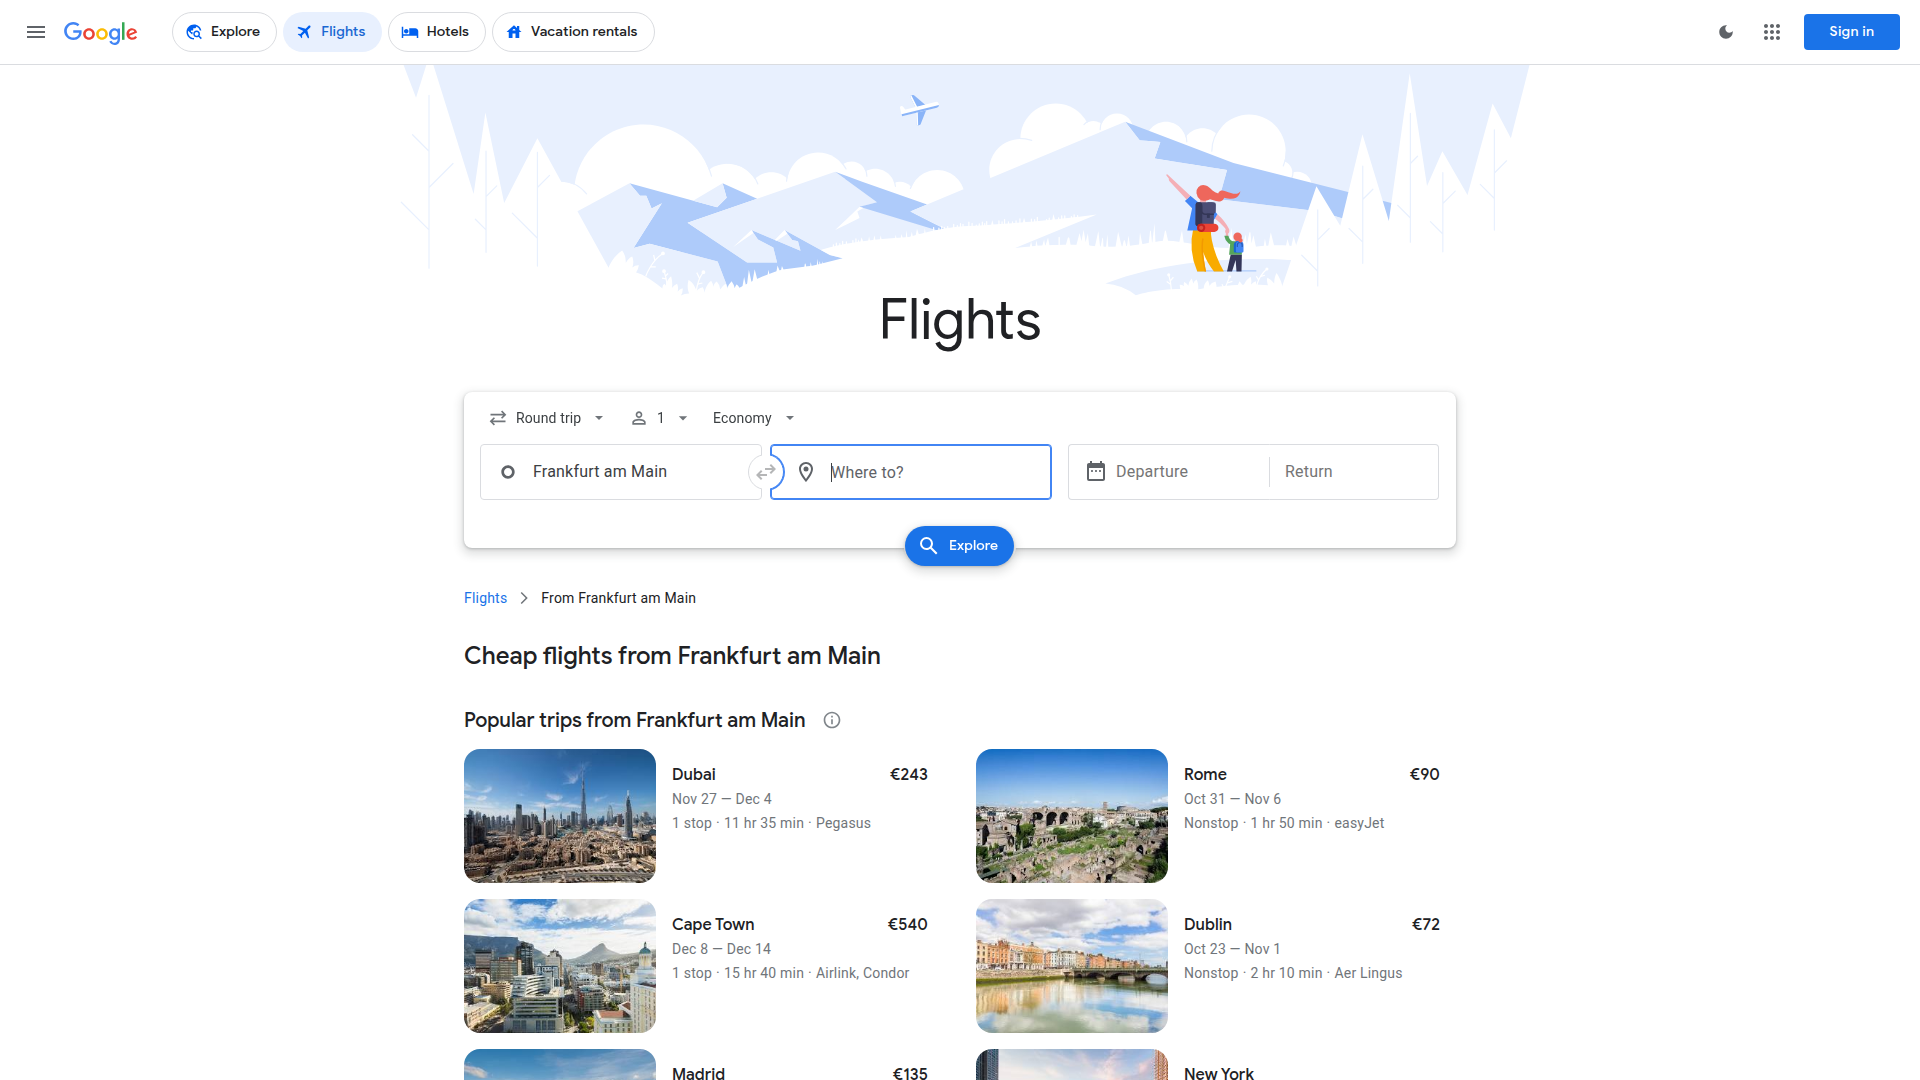 Google
Explore
Flights
Hotels
Vacation rentals
Sign in
Flights
Round trip
1
Economy
Frankfurt am Main
Where to?
Departure
Return
Explore
Flights
From Frankfurt am Main
Cheap flights from Frankfurt am Main
Popular trips from Frankfurt am Main
Dubai
€243
Nov 27 — Dec 4
1 stop · 11 hr 35 min · Pegasus
Rome
€90
Oct 31 — Nov 6
Nonstop · 1 hr 50 min · easyJet
Cape Town
€540
Dec 8 — Dec 14
1 stop · 15 hr 40 min · Airlink, Condor
Dublin
€72
Oct 23 — Nov 1
Nonstop · 2 hr 10 min · Aer Lingus
Madrid
€135
New York